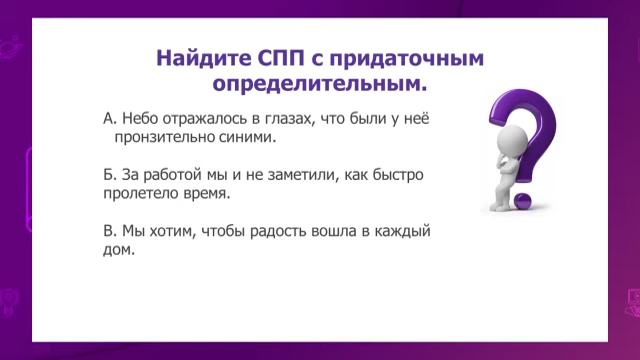 Найдите СПП с придаточным
определительным.
А. Небо отражалось в глазах, что были у неё
пронзительно синими.
Б. За работой мы и не заметили, как быстро
пролетело время.
В. Мы хотим, чтобы радость вошла в каждый
дом.